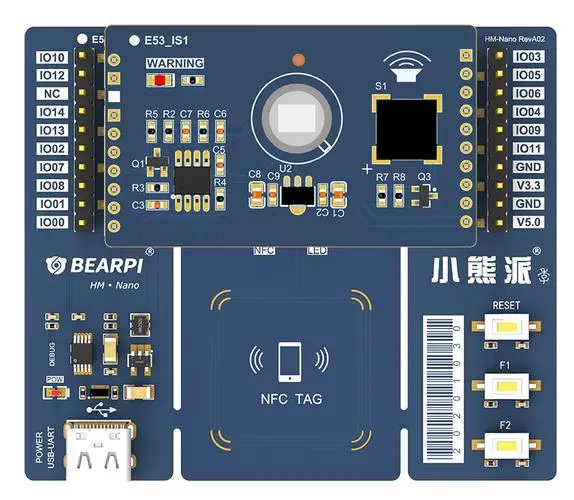 E5
E53_IS1
HM-Nano RevA02
WARNING
S1
IO10
IO12
NC
IO14
IO13
IO02
IO07
IO08
IO01
IO00
R5 R2 C7 R6 C6
Q1
C5
R3
R4
C3
U2
C8 C9
C2 C1
+
R7 R8
Q3
IO03
IO05
IO06
IO04
IO09
IO11
GND
V3.3
GND
V5.0
NFC
LED
BEARPI®
HM • Nano
小熊派®
DEBUG
PDW
POWER
USB-UART
NFC TAG
RESET
F1
F2